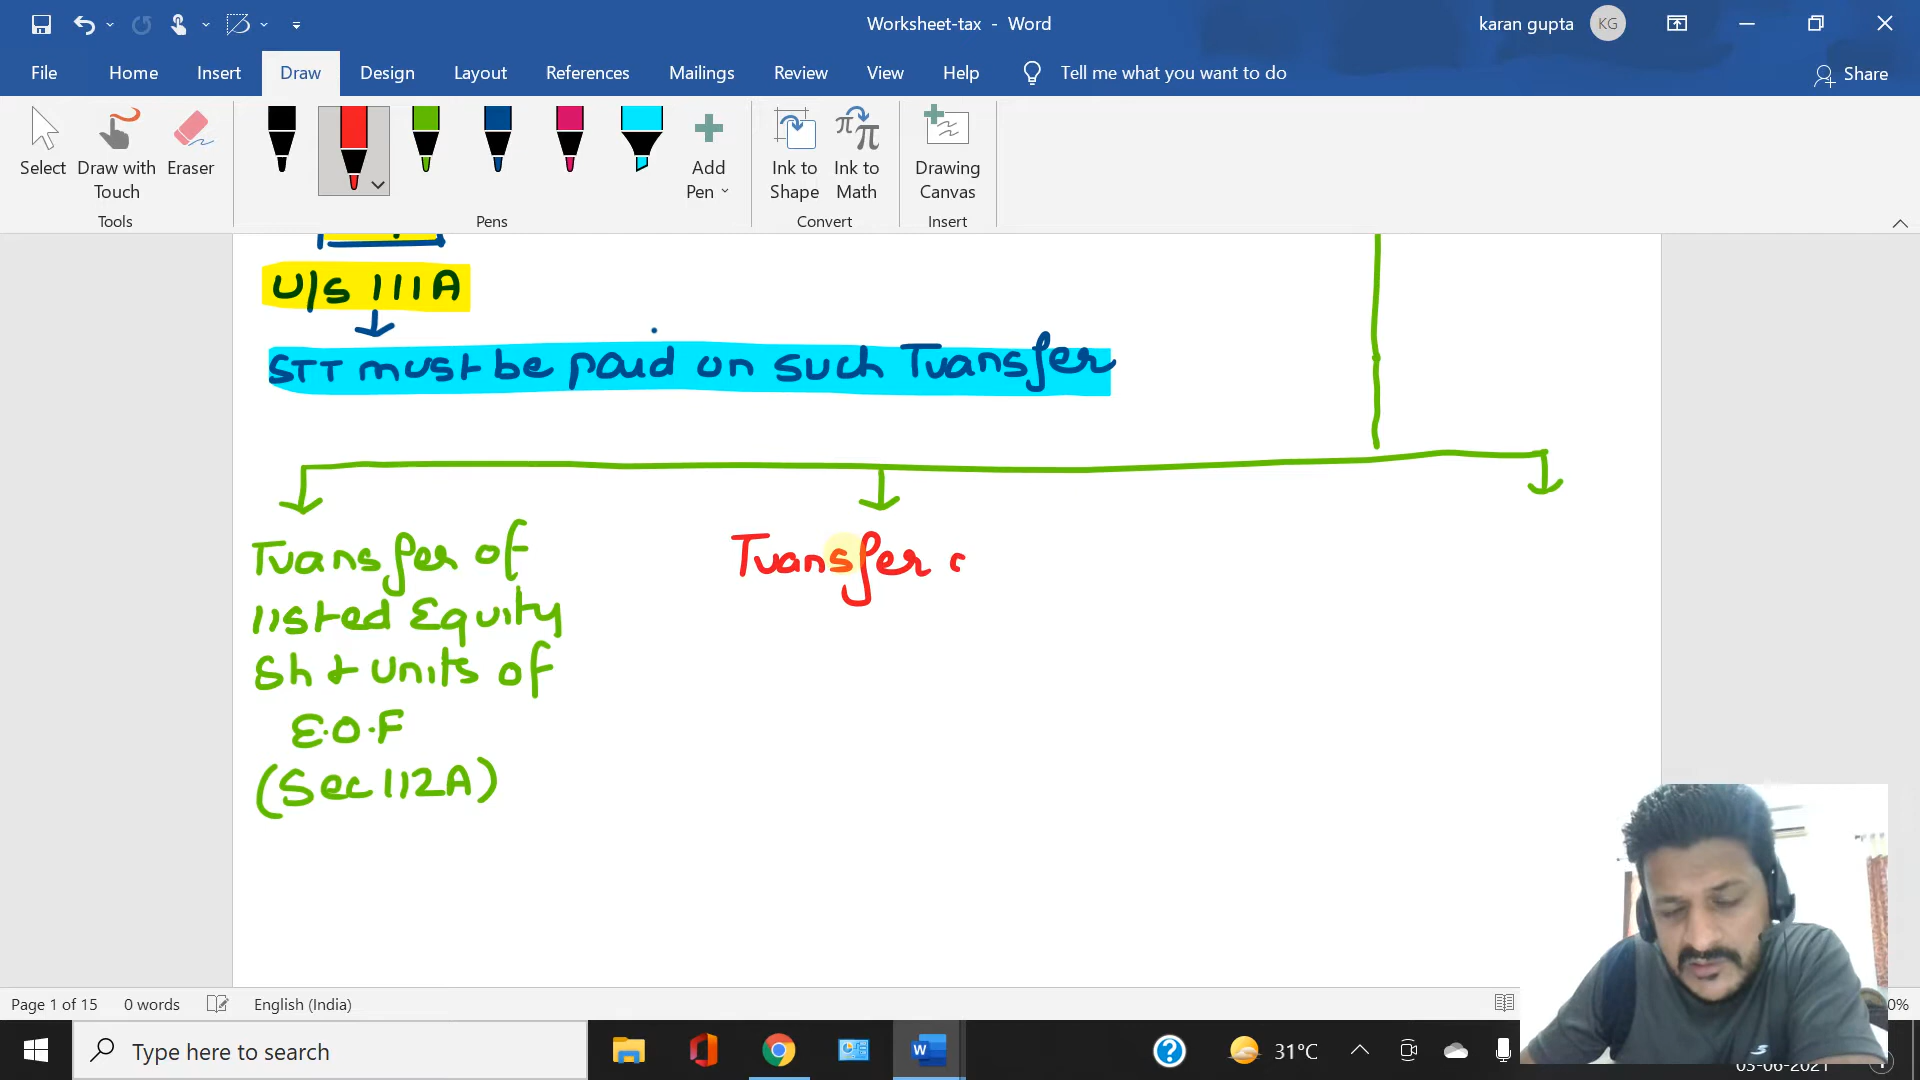 Worksheet-tax - Word
karan gupta
KG
File
Home
Insert
Draw
Design
Layout
References
Mailings
Review
View
Help
Tell me what you want to do
Share
Select
Draw with
Touch
Eraser
Add
Pen
Ink to
Shape
Ink to
Math
Drawing
Canvas
Tools
Pens
Convert
Insert
U/s 111A
STT must be paid on such Transfer
Transfer of
listed Equity
Sh & units of
E.O.F
(Sec 112A)
Transfer
Page 1 of 15
0 words
English (India)
Type here to search
31°C